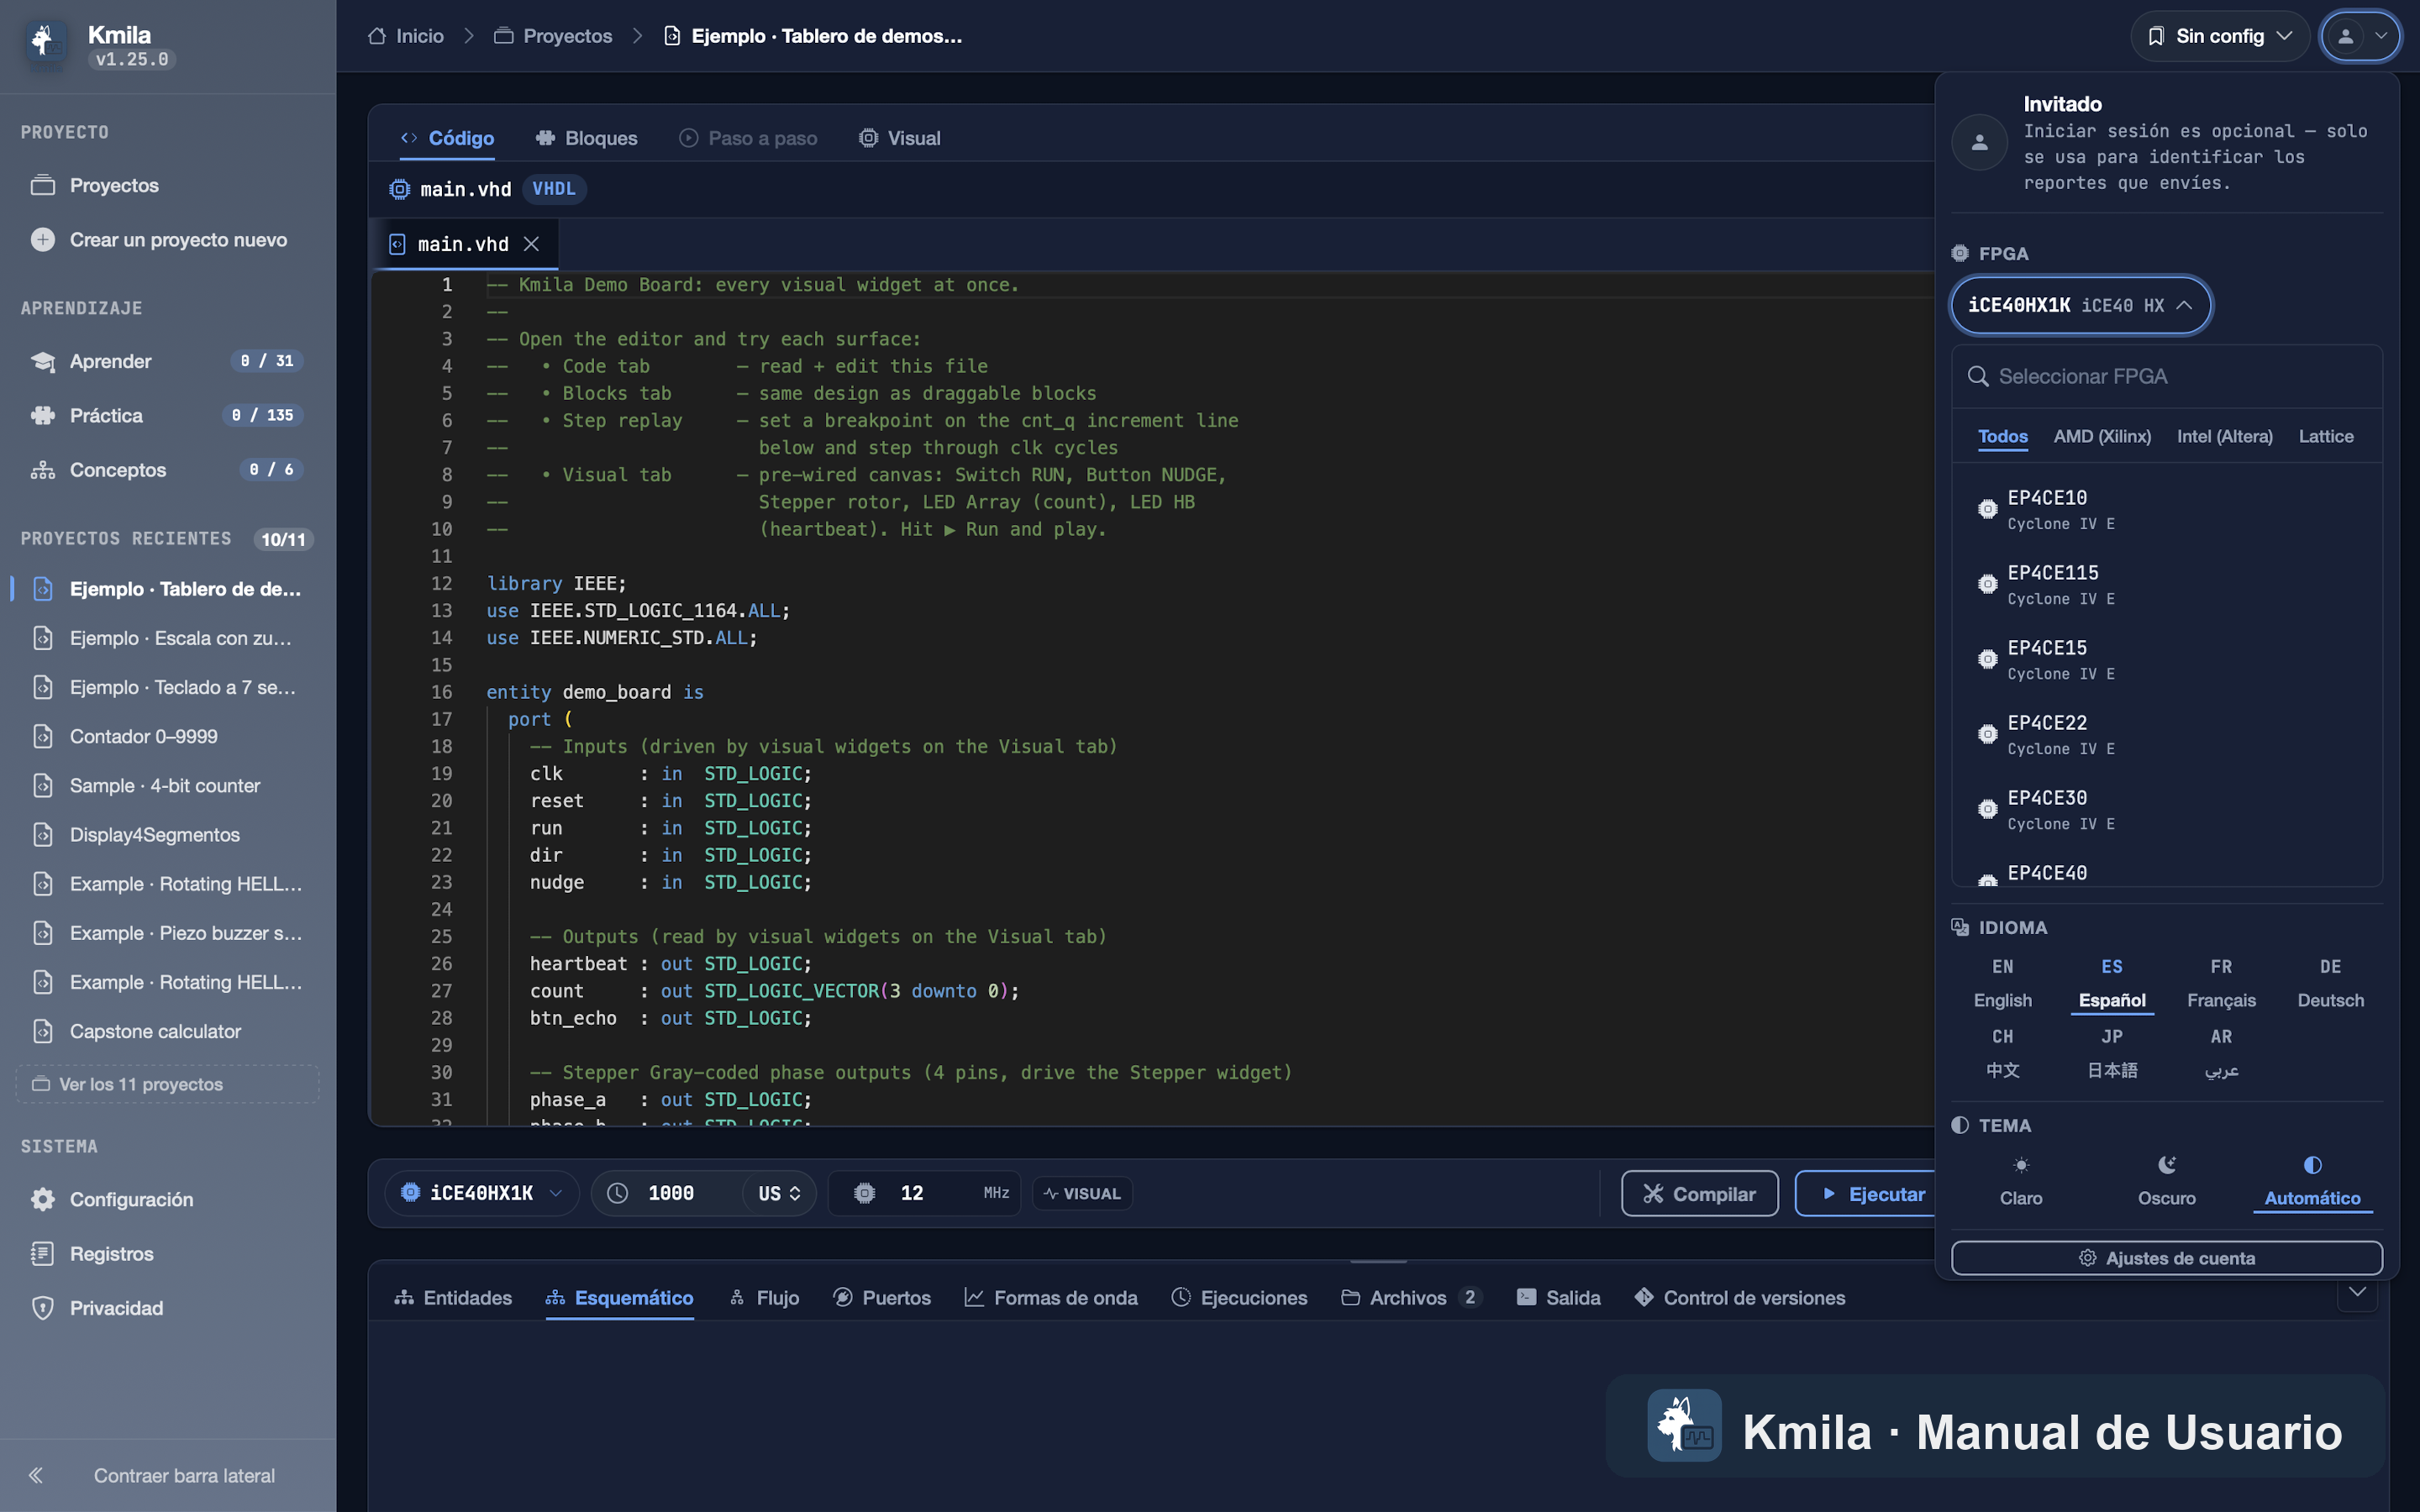 Kmila
v1.25.0
PROYECTO
Proyectos
Crear un proyecto nuevo
APRENDIZAJE
Aprender 0 / 31
Práctica 0 / 135
Conceptos 0 / 6
PROYECTOS RECIENTES 10/11
Ejemplo · Tablero de de...
Ejemplo · Escala con zu...
Ejemplo · Teclado a 7 se...
Contador 0–9999
Sample · 4-bit counter
Display4Segmentos
Example · Rotating HELL...
Example · Piezo buzzer s...
Example · Rotating HELL...
Capstone calculator
Ver los 11 proyectos
SISTEMA
Configuración
Registros
Privacidad
Contraer barra lateral
Inicio > Proyectos > Ejemplo · Tablero de demos...
Sin config
Código Bloques Paso a paso Visual
main.vhd VHDL
main.vhd
1 -- Kmila Demo Board: every visual widget at once.
2 --
3 -- Open the editor and try each surface:
4 -- • Code tab — read + edit this file
5 -- • Blocks tab — same design as draggable blocks
6 -- • Step replay — set a breakpoint on the cnt_q increment line
7 -- below and step through clk cycles
8 -- • Visual tab — pre-wired canvas: Switch RUN, Button NUDGE,
9 -- Stepper rotor, LED Array (count), LED HB
10 -- (heartbeat). Hit ▶ Run and play.
11
12 library IEEE;
13 use IEEE.STD_LOGIC_1164.ALL;
14 use IEEE.NUMERIC_STD.ALL;
15
16 entity demo_board is
17 port (
18 -- Inputs (driven by visual widgets on the Visual tab)
19 clk : in STD_LOGIC;
20 reset : in STD_LOGIC;
21 run : in STD_LOGIC;
22 dir : in STD_LOGIC;
23 nudge : in STD_LOGIC;
24
25 -- Outputs (read by visual widgets on the Visual tab)
26 heartbeat : out STD_LOGIC;
27 count : out STD_LOGIC_VECTOR(3 downto 0);
28 btn_echo : out STD_LOGIC;
29
30 -- Stepper Gray-coded phase outputs (4 pins, drive the Stepper widget)
31 phase_a : out STD_LOGIC;
32 phase_b : out STD_LOGIC;
iCE40HX1K 1000 US 12 MHz VISUAL Compilar Ejecutar
Entidades Esquemático Flujo Puertos Formas de onda Ejecuciones Archivos 2 Salida Control de versiones
Invitado
Iniciar sesión es opcional — solo
se usa para identificar los
reportes que envíes.
FPGA
iCE40HX1K iCE40 HX
Seleccionar FPGA
Todos AMD (Xilinx) Intel (Altera) Lattice
EP4CE10
Cyclone IV E
EP4CE115
Cyclone IV E
EP4CE15
Cyclone IV E
EP4CE22
Cyclone IV E
EP4CE30
Cyclone IV E
EP4CE40
IDIOMA
EN ES FR DE
English Español Français Deutsch
CH JP AR
中文 日本語 عربي
TEMA
Claro Oscuro Automático
Ajustes de cuenta
Kmila · Manual de Usuario